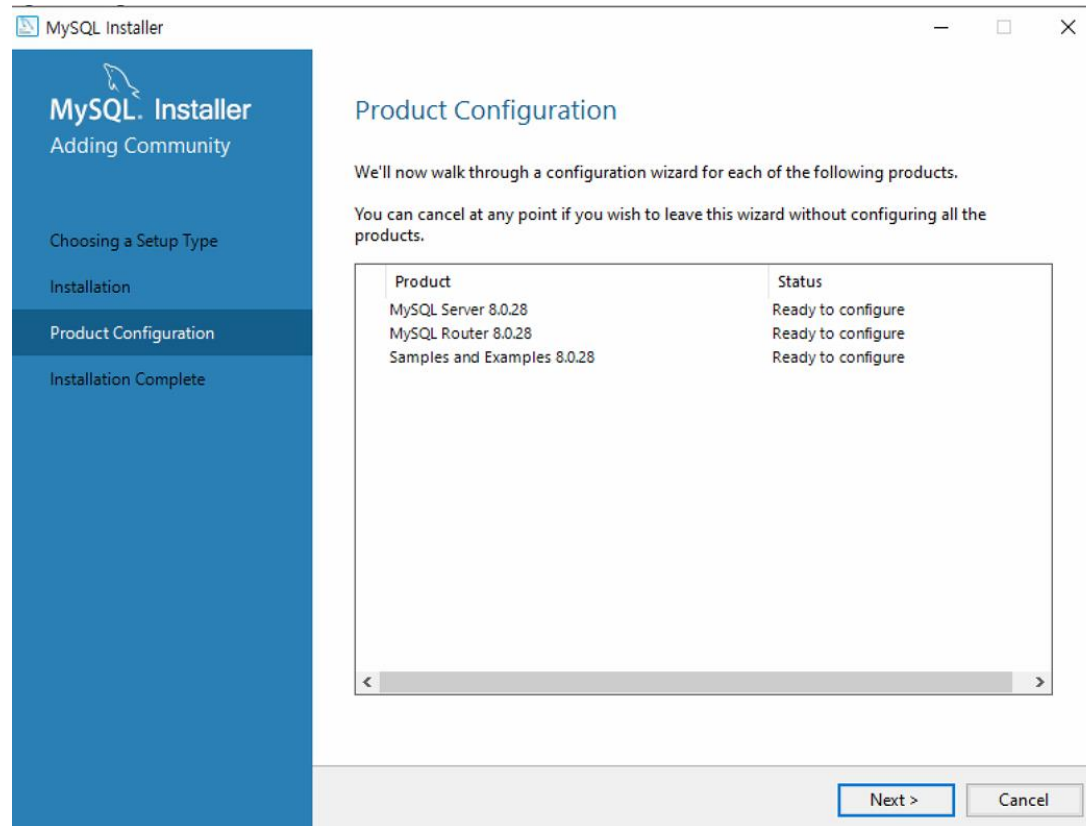 MySQL Installer
MySQL. Installer
Adding Community
Choosing a Setup Type
Installation
Product Configuration
Installation Complete
Product Configuration
We'll now walk through a configuration wizard for each of the following products.
You can cancel at any point if you wish to leave this wizard without configuring all the
products.
Product Status
MySQL Server 8.0.28 Ready to configure
MySQL Router 8.0.28 Ready to configure
Samples and Examples 8.0.28 Ready to configure
Next > Cancel